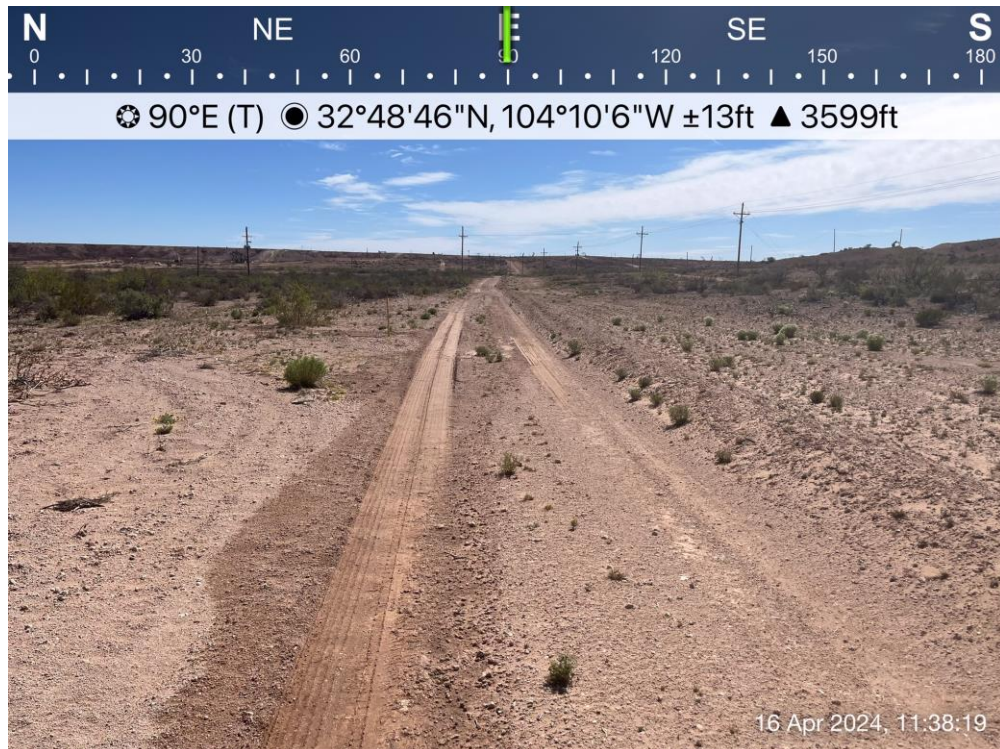 N NE E SE S
0 30 60 90 120 150 180
90°E (T) 32°48'46"N, 104°10'6"W ±13ft ▲ 3599ft
16 Apr 2024, 11:38:19